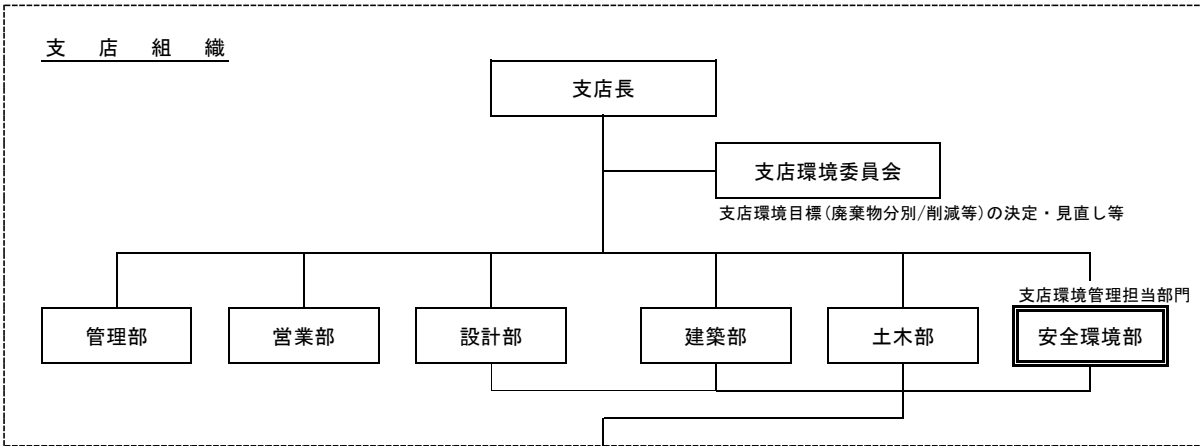 支店組織
支店長
支店環境委員会
支店環境目標(廃棄物分別/削減等)の決定・見直し等
支店環境管理担当部門
管理部
営業部
設計部
建築部
土木部
安全環境部